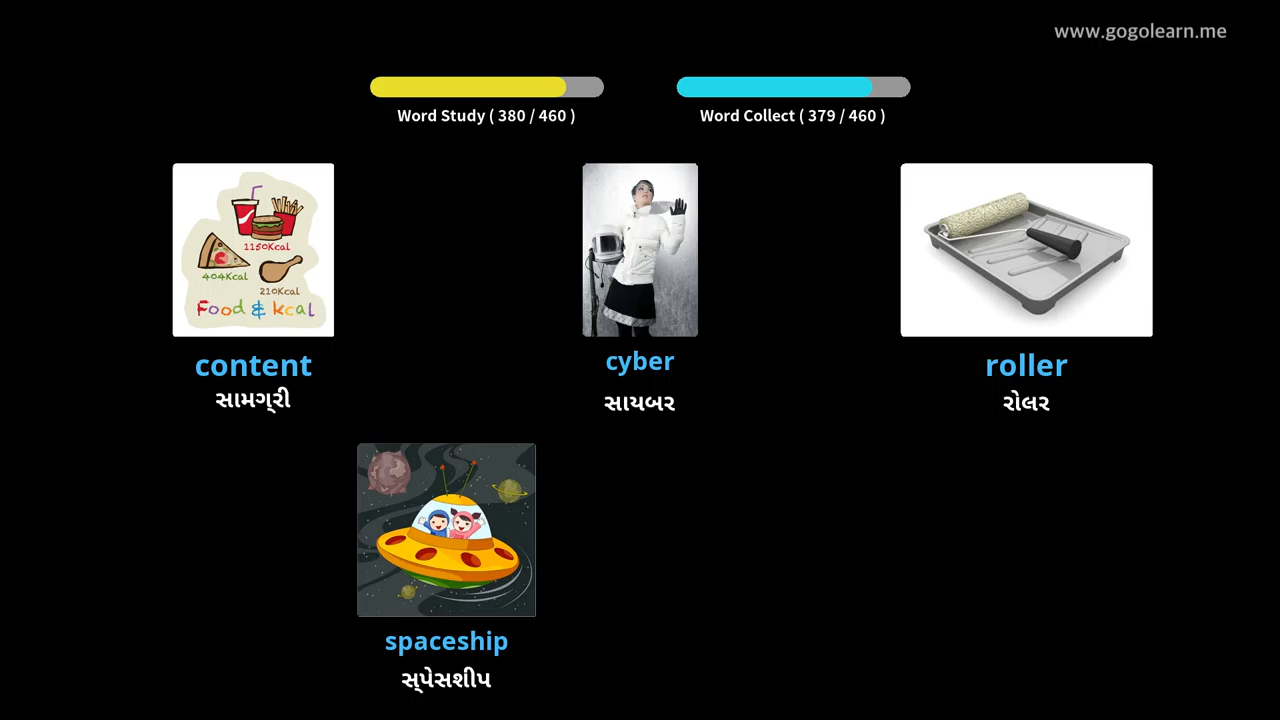 www.gogolearn.me
Word Study ( 380 / 460 )
Word Collect ( 379 / 460 )
1150Kcal
404Kcal
210Kcal
Food & kcal
content
સામગ્રી
cyber
સાયબર
roller
રોલર
spaceship
સ્પેસશીપ